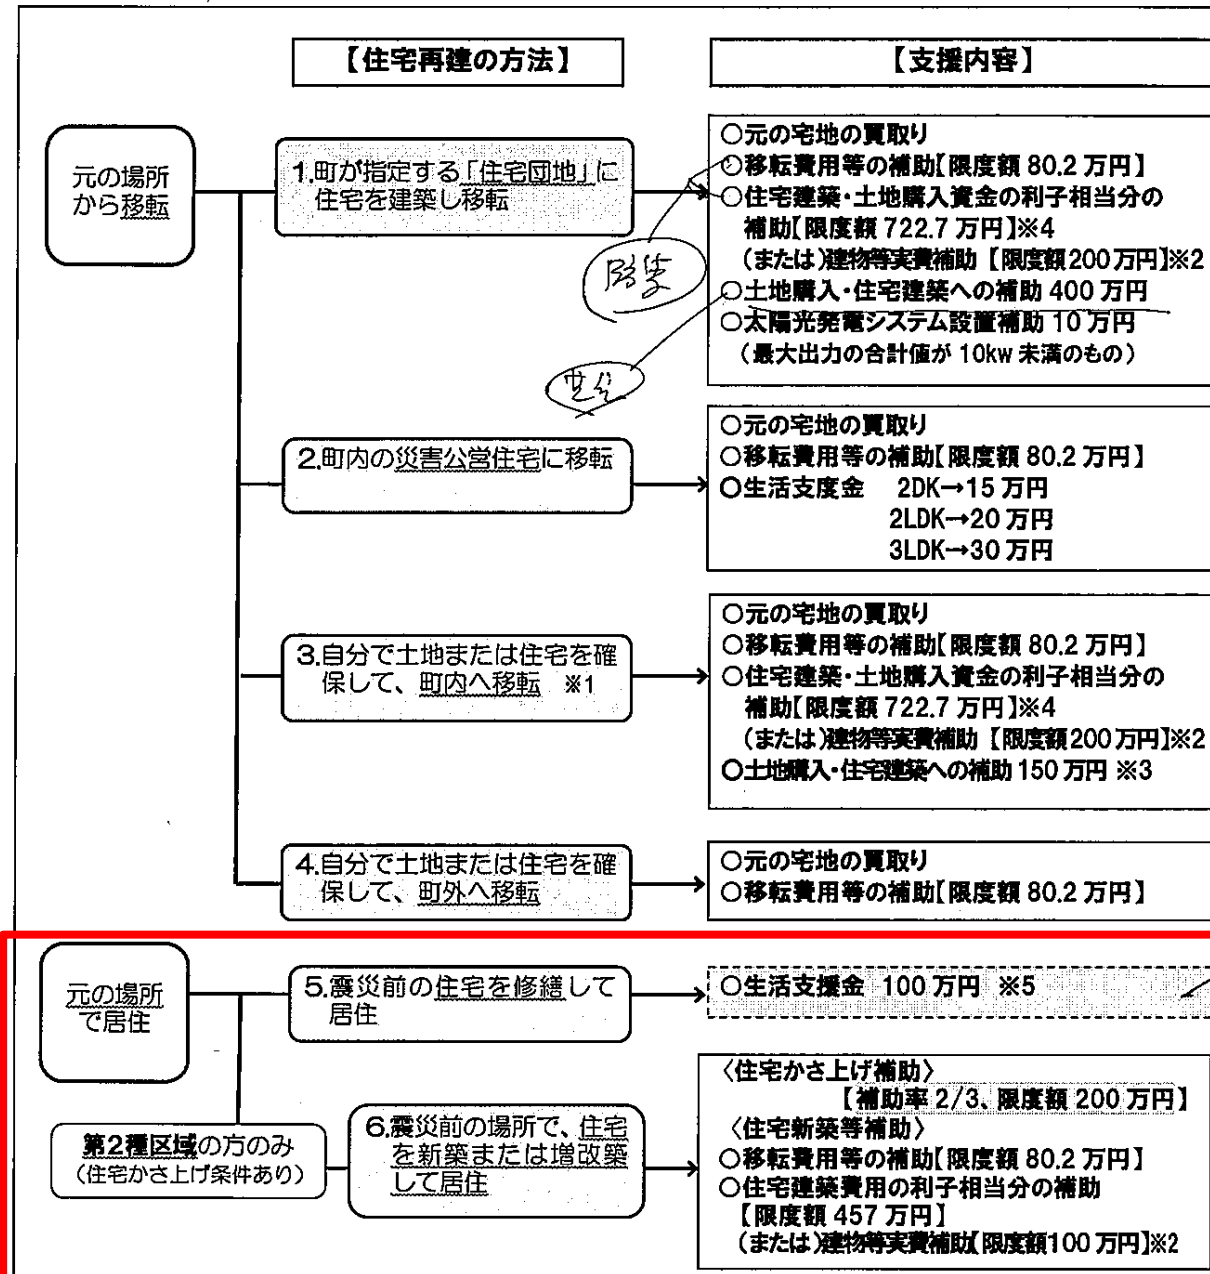 【住宅再建の方法】
【支援内容】
元の場所
から移転
1.町が指定する「住宅団地」に
住宅を建築し移転
○元の宅地の買取り
○移転費用等の補助【限度額 80.2 万円】
○住宅建築・土地購入資金の利子相当分の
補助【限度額 722.7 万円】※4
(または)建物等実費補助 【限度額200万円】※2
○土地購入・住宅建築への補助 400 万円
○太陽光発電システム設置補助 10 万円
(最大出力の合計値が 10kw 未満のもの)
2.町内の災害公営住宅に移転
○元の宅地の買取り
○移転費用等の補助【限度額 80.2 万円】
○生活支度金 2DK→15 万円
2LDK→20 万円
3LDK→30 万円
3.自分で土地または住宅を確
保して、町内へ移転 ※1
○元の宅地の買取り
○移転費用等の補助【限度額 80.2 万円】
○住宅建築・土地購入資金の利子相当分の
補助【限度額 722.7 万円】※4
(または)建物等実費補助 【限度額200万円】※2
○土地購入・住宅建築への補助 150 万円 ※3
4.自分で土地または住宅を確
保して、町外へ移転
○元の宅地の買取り
○移転費用等の補助【限度額 80.2 万円】
元の場所
で居住
5.震災前の住宅を修繕して
居住
○生活支援金 100 万円 ※5
第2種区域の方のみ
(住宅かさ上げ条件あり)
6.震災前の場所で、住宅
を新築または増改築
して居住
〈住宅かさ上げ補助〉
【補助率 2/3、限度額 200 万円】
〈住宅新築等補助〉
○移転費用等の補助【限度額 80.2 万円】
○住宅建築費用の利子相当分の補助
【限度額 457 万円】
(または)建物等実費補助【限度額100 万円】※2